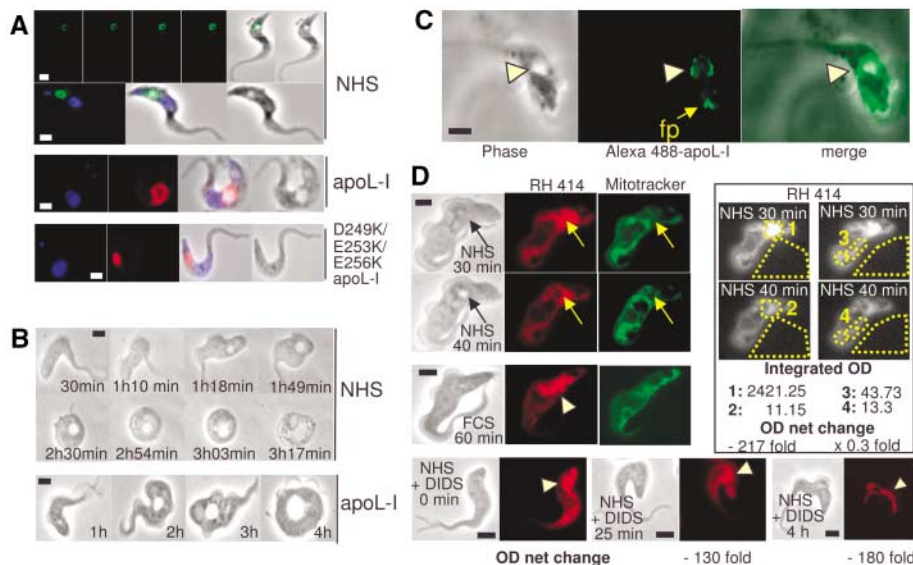 A
NHS
apoL-I
D249K/
E253K/
E256K
apoL-I
B
30min
1h10 min
1h18min
1h49min
NHS
2h30min
2h54min
3h03min
3h17min
apoL-I
1h
2h
3h
4h
C
fp
Phase
Alexa 488-apoL-I
merge
D
RH 414
Mitotracker
NHS
30 min
NHS
40 min
FCS
60 min
RH 414
NHS 30 min
1
NHS 30 min
3
NHS 40 min
2
NHS 40 min
4
Integrated OD
1: 2421.25
3: 43.73
2: 11.15
4: 13.3
OD net change
- 217 fold
x 0.3 fold
NHS
+ DIDS
0 min
NHS
+ DIDS
25 min
NHS
+ DIDS
4 h
OD net change
- 130 fold
- 180 fold